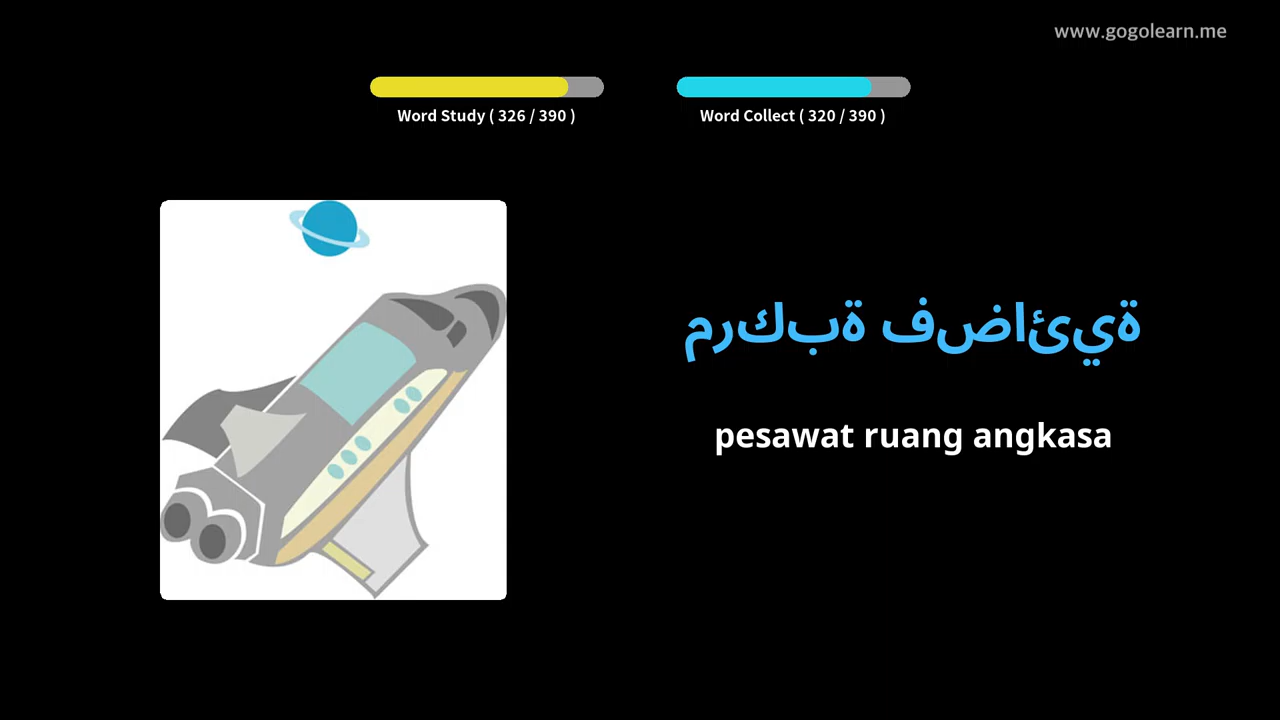 www.gogolearn.me
Word Study ( 326 / 390 )
Word Collect ( 320 / 390 )
مركبة فضائية
pesawat ruang angkasa